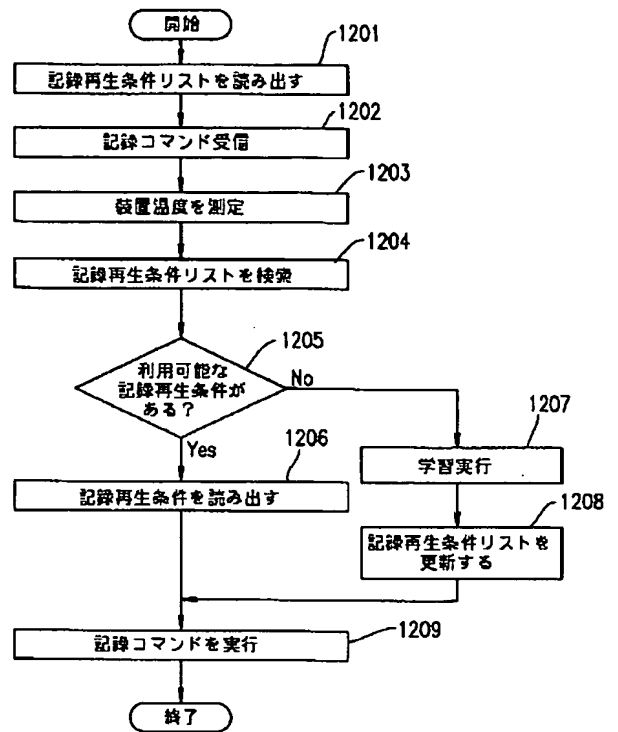 開始
1201
記録再生条件リストを読み出す
1202
記録コマンド受信
1203
装置温度を測定
1204
記録再生条件リストを検索
1205
利用可能な
記録再生条件が
ある?
No
Yes
1206
記録再生条件を読み出す
1207
学習実行
1208
記録再生条件リストを
更新する
1209
記録コマンドを実行
終了